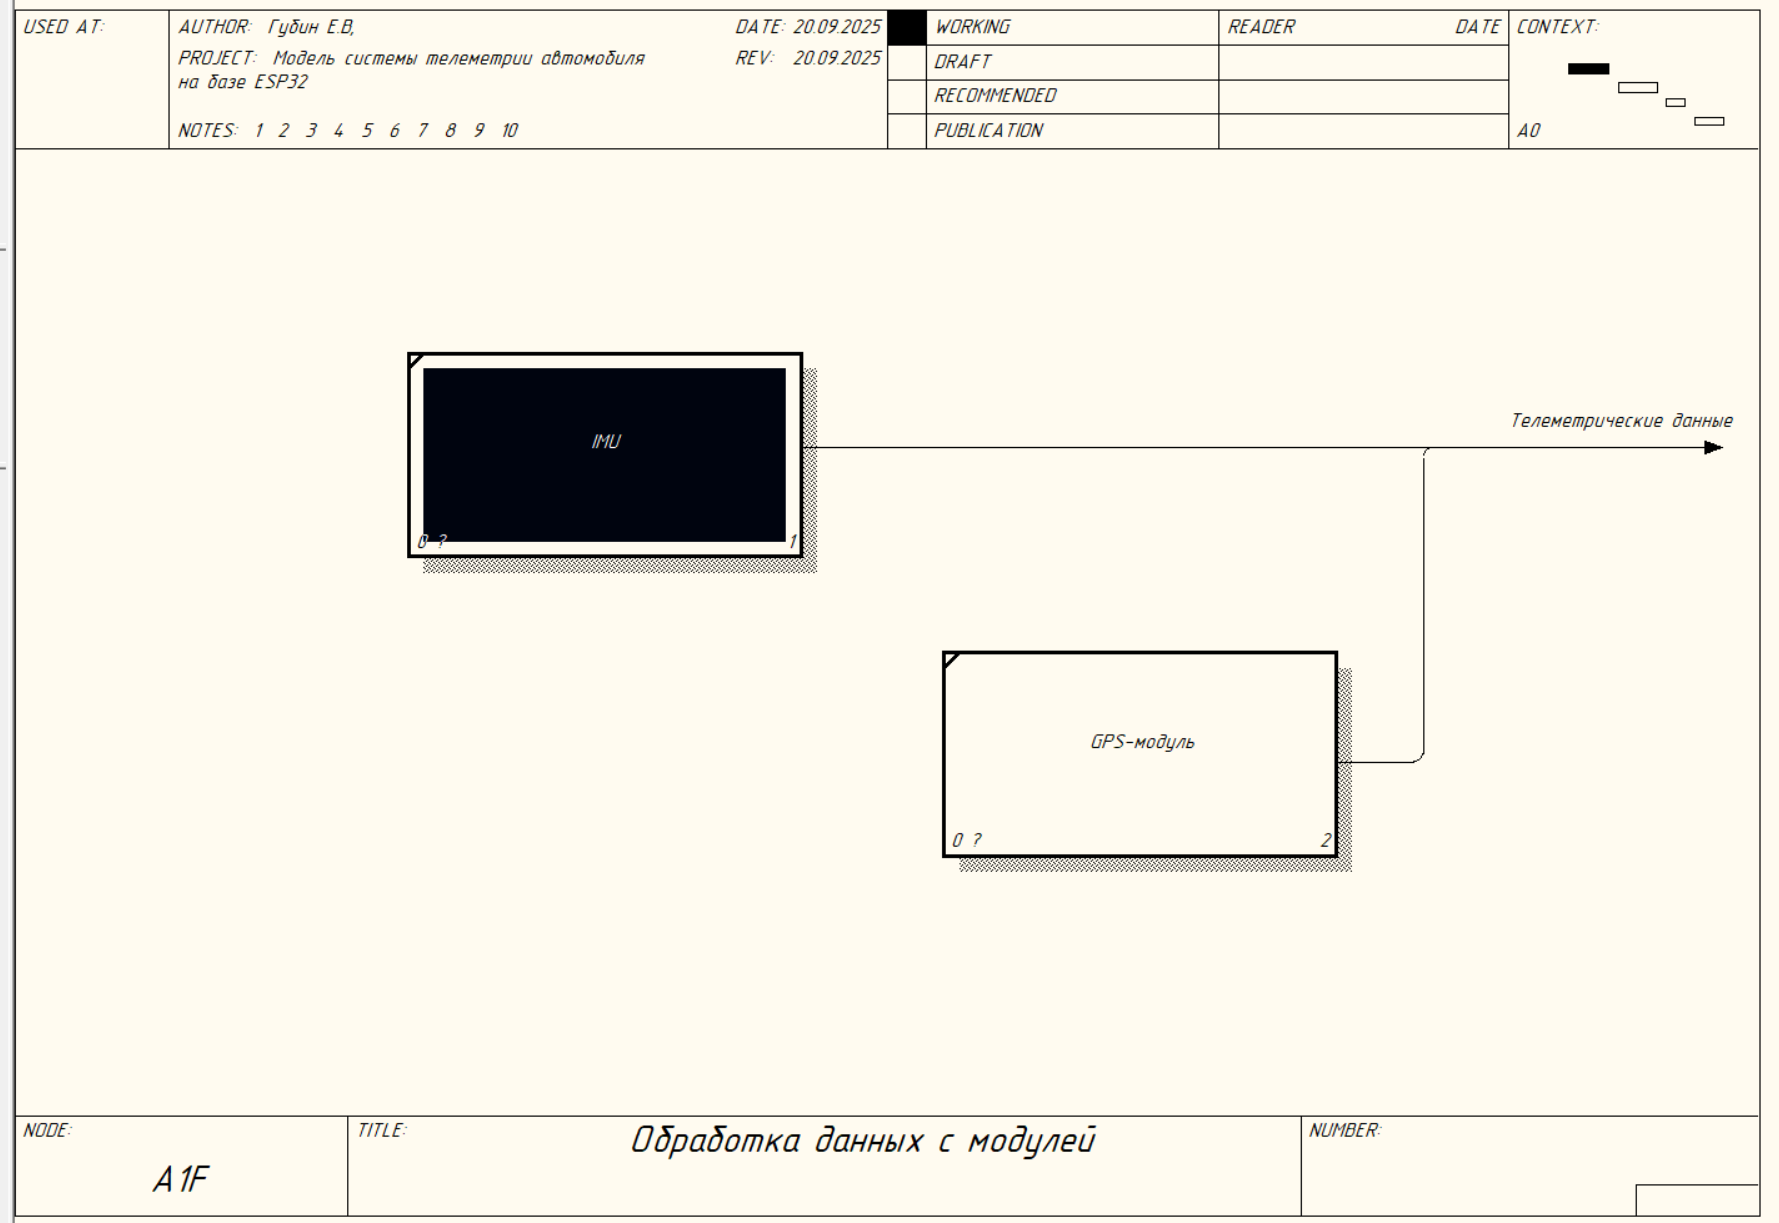 USED AT:
AUTHOR: Губин Е.В,
DATE: 20.09.2025
PROJECT: Модель системы телеметрии автомобиля
на базе ESP32
REV: 20.09.2025
NOTES: 1 2 3 4 5 6 7 8 9 10
WORKING
DRAFT
RECOMMENDED
PUBLICATION
READER DATE
CONTEXT:
A0
Телеметрические данные
IMU
0 ? 1
GPS-модуль
0 ? 2
NODE:
A1F
TITLE:
Обработка данных с модулей
NUMBER: